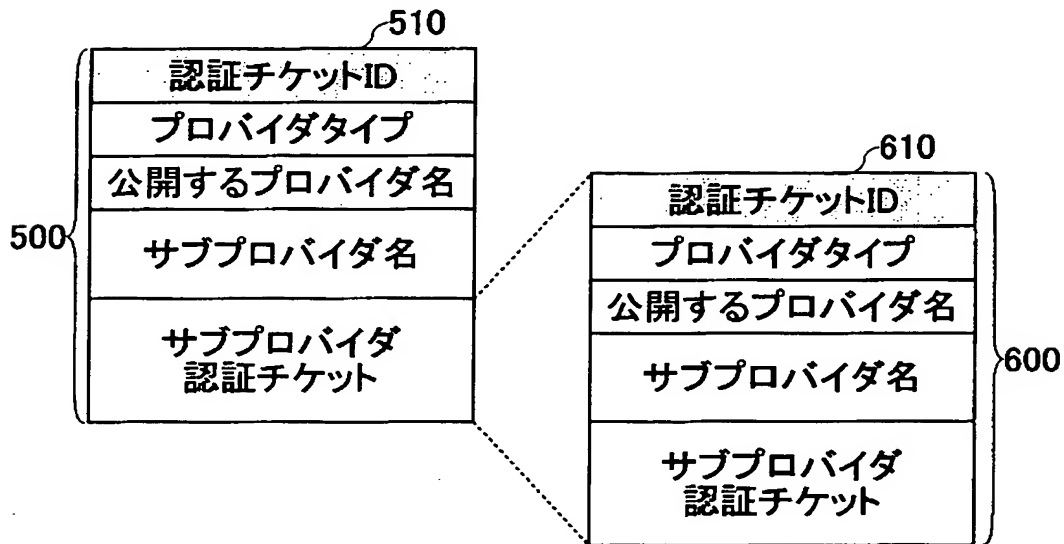 510
認証チケットID
プロバイダタイプ
公開するプロバイダ名
サブプロバイダ名
サブプロバイダ
認証チケット
500
610
認証チケットID
プロバイダタイプ
公開するプロバイダ名
サブプロバイダ名
サブプロバイダ
認証チケット
600